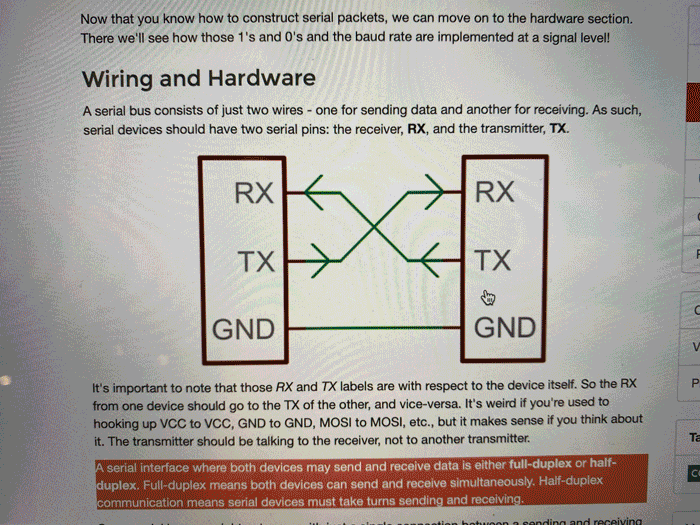 Now that you know how to construct serial packets, we can move on to the hardware section.
There we'll see how those 1's and 0's and the baud rate are implemented at a signal level!
Wiring and Hardware
A serial bus consists of just two wires - one for sending data and another for receiving. As such,
serial devices should have two serial pins: the receiver, RX, and the transmitter, TX.
RX RX
TX TX
GND GND
It's important to note that those RX and TX labels are with respect to the device itself. So the RX
from one device should go to the TX of the other, and vice-versa. It's weird if you're used to
hooking up VCC to VCC, GND to GND, MOSI to MOSI, etc., but it makes sense if you think about
it. The transmitter should be talking to the receiver, not to another transmitter.
A serial interface where both devices may send and receive data is either full-duplex or half-
duplex. Full-duplex means both devices can send and receive simultaneously. Half-duplex
communication means serial devices must take turns sending and receiving.